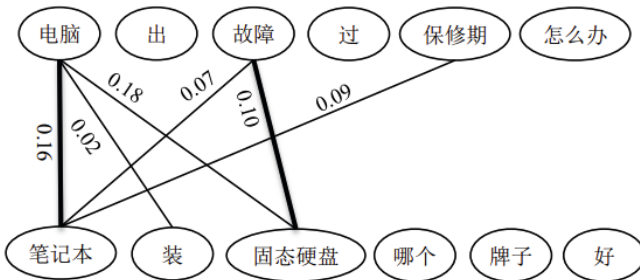 电脑 出 故障 过 保修期 怎么办
0.16 0.02 0.18 0.07 0.10 0.09
笔记本 装 固态硬盘 哪个 牌子 好